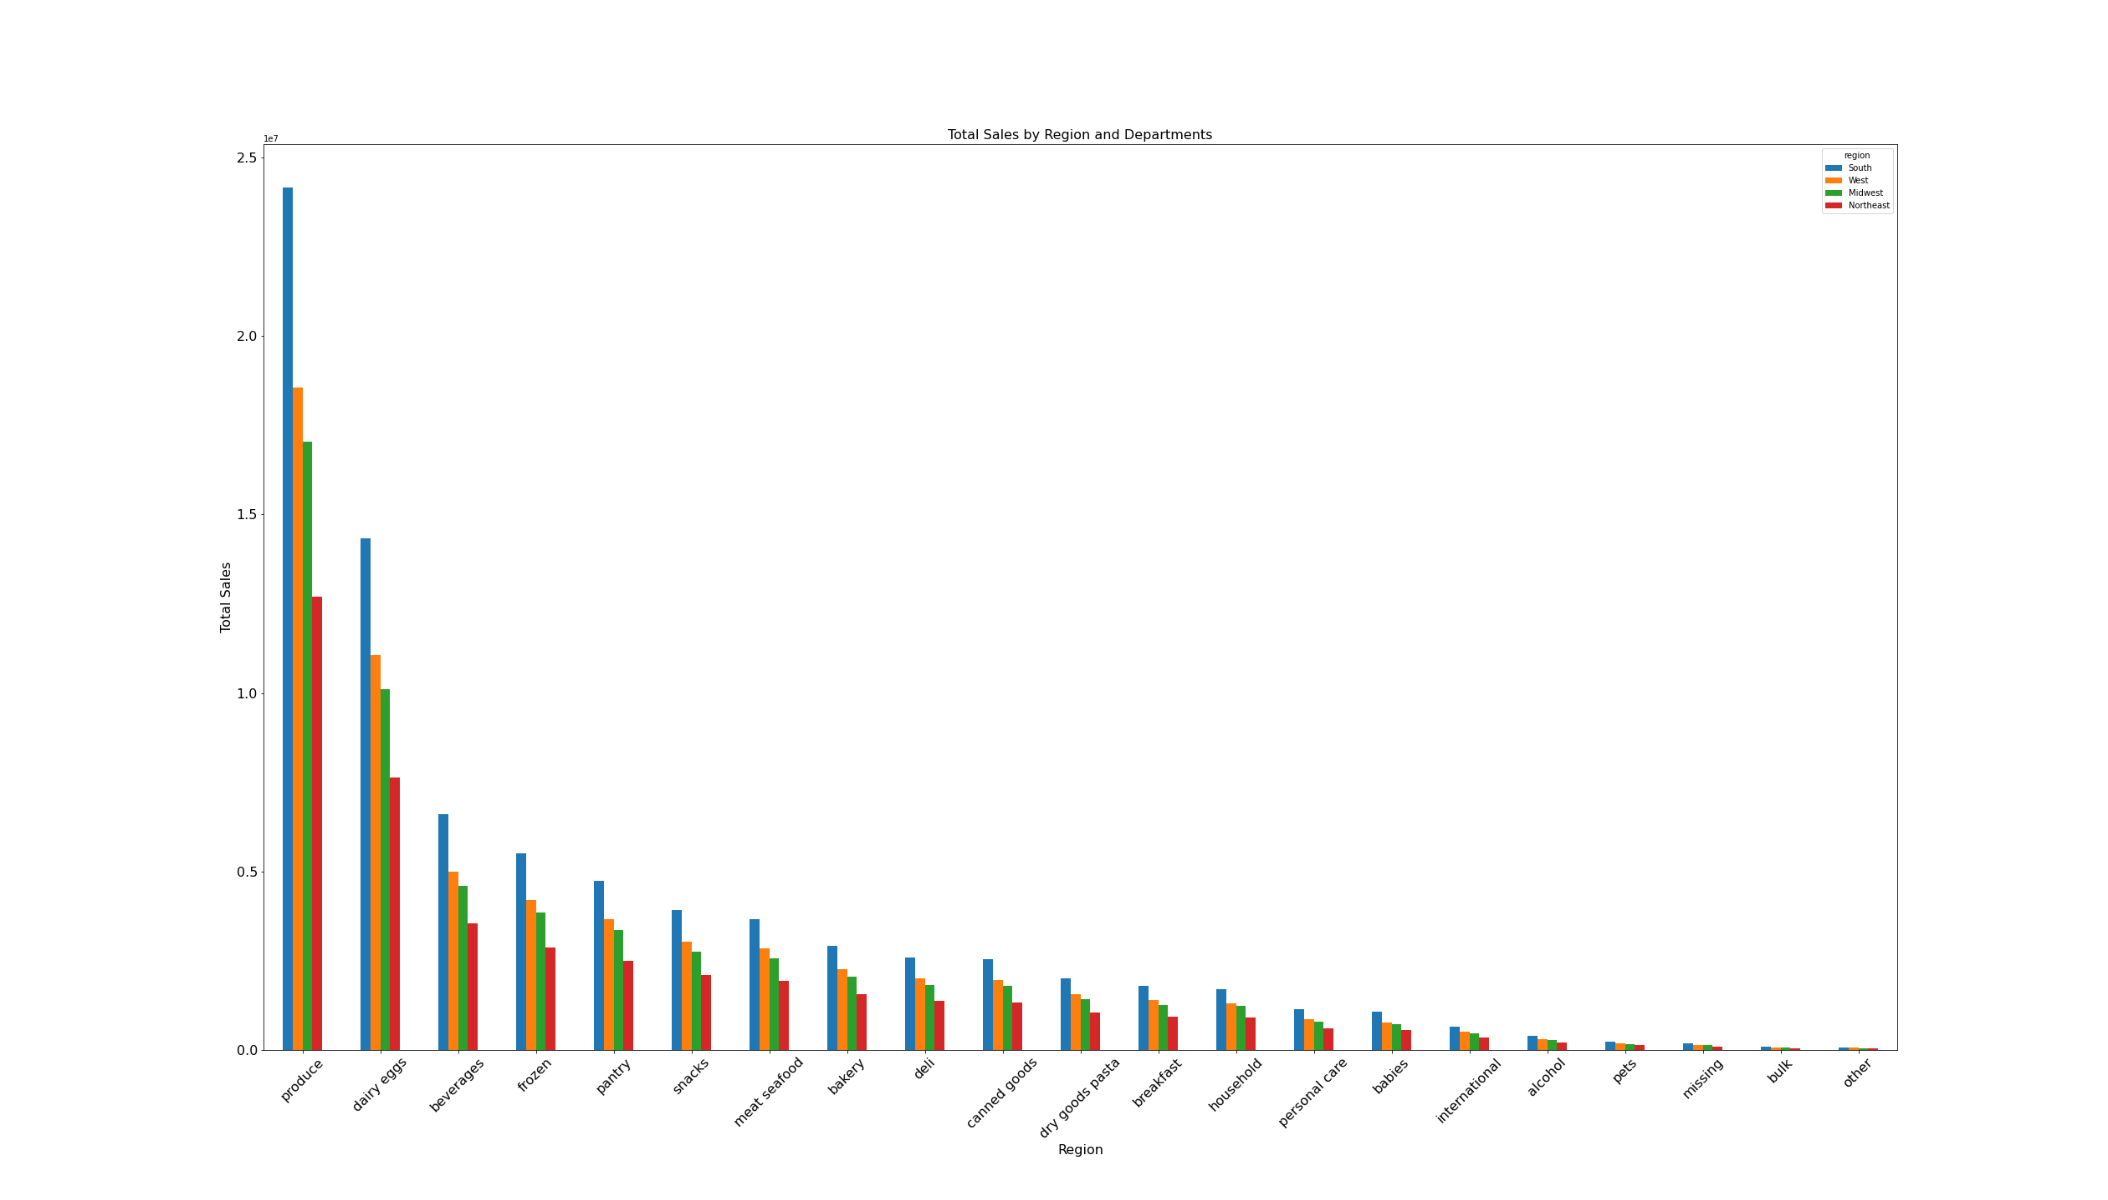 Total Sales by Region and Departments
1e7
2.5
2.0
1.5
1.0
0.5
0.0
Total Sales
region
South
West
Midwest
Northeast
produce
dairy eggs
beverages
frozen
pantry
snacks
meat seafood
bakery
deli
canned goods
dry goods pasta
breakfast
household
personal care
babies
international
alcohol
pets
missing
bulk
other
Region